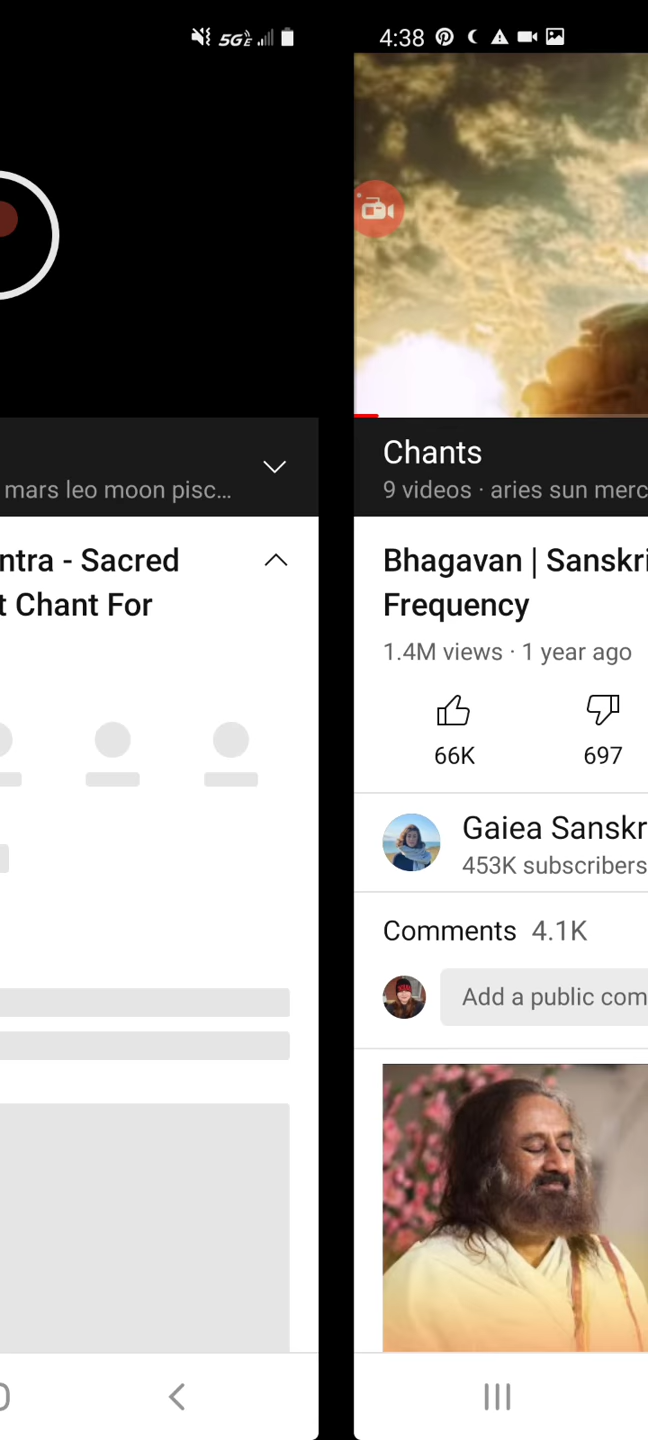 5GE
mars leo moon pisc...
ntra - Sacred
t Chant For
4:38
Chants
9 videos · aries sun merc
Bhagavan | Sanskri
Frequency
1.4M views · 1 year ago
66K
697
Gaiea Sanskr
453K subscribers
Comments 4.1K
Add a public com